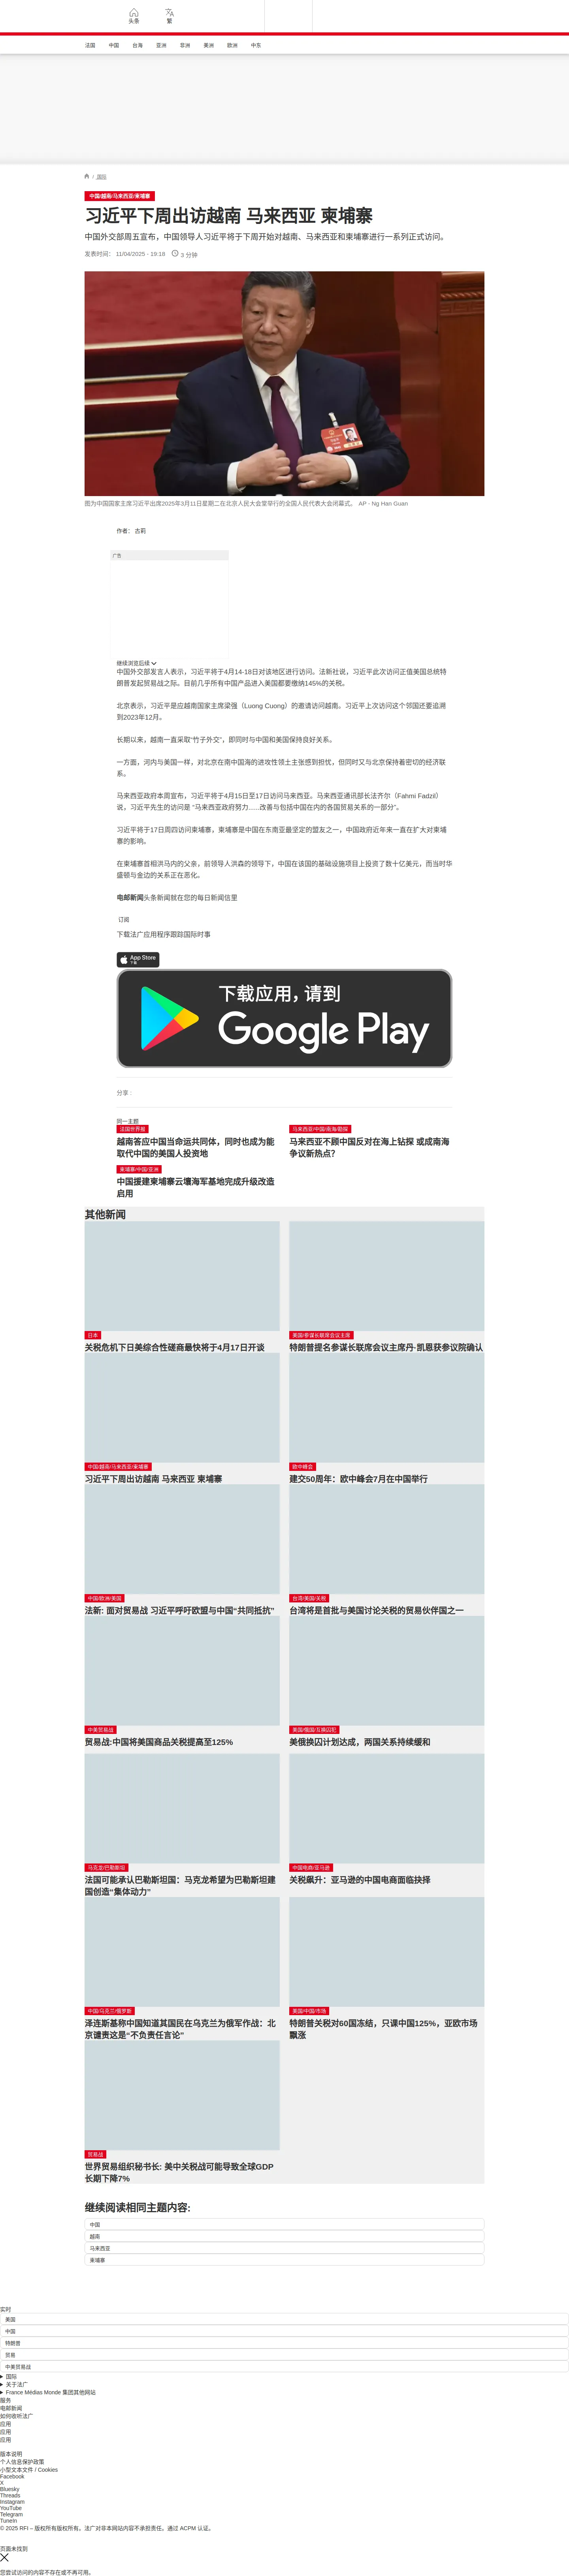 头条
繁
法国 中国 台海 亚洲 非洲 美洲 欧洲 中东
/ 国际
中国/越南/马来西亚/柬埔寨
习近平下周出访越南 马来西亚 柬埔寨
中国外交部周五宣布，中国领导人习近平将于下周开始对越南、马来西亚和柬埔寨进行一系列正式访问。
发表时间： 11/04/2025 - 19:18 3 分钟
图为中国国家主席习近平出席2025年3月11日星期二在北京人民大会堂举行的全国人民代表大会闭幕式。 AP - Ng Han Guan
作者： 古莉
广告
继续浏览后续
中国外交部发言人表示，习近平将于4月14-18日对该地区进行访问。法新社说，习近平此次访问正值美国总统特
朗普发起贸易战之际。目前几乎所有中国产品进入美国都要缴纳145%的关税。
北京表示，习近平是应越南国家主席梁强（Luong Cuong）的邀请访问越南。习近平上次访问这个邻国还要追溯
到2023年12月。
长期以来，越南一直采取“竹子外交”，即同时与中国和美国保持良好关系。
一方面，河内与美国一样，对北京在南中国海的进攻性领土主张感到担忧，但同时又与北京保持着密切的经济联
系。
马来西亚政府本周宣布，习近平将于4月15日至17日访问马来西亚。马来西亚通讯部长法齐尔（Fahmi Fadzil）
说，习近平先生的访问是 “马来西亚政府努力......改善与包括中国在内的各国贸易关系的一部分”。
习近平将于17日周四访问柬埔寨，柬埔寨是中国在东南亚最坚定的盟友之一，中国政府近年来一直在扩大对柬埔
寨的影响。
在柬埔寨首相洪马内的父亲，前领导人洪森的领导下，中国在该国的基础设施项目上投资了数十亿美元，而当时华
盛顿与金边的关系正在恶化。
电邮新闻头条新闻就在您的每日新闻信里
订阅
下载法广应用程序跟踪国际时事
App Store
下载
下载应用，请到
Google Play
分享 :
同一主题
法国世界报
越南答应中国当命运共同体，同时也成为能
取代中国的美国人投资地
马来西亚/中国/南海/勘探
马来西亚不顾中国反对在海上钻探 或成南海
争议新热点?
柬埔寨/中国/亚洲
中国援建柬埔寨云壤海军基地完成升级改造
启用
其他新闻
日本
关税危机下日美综合性磋商最快将于4月17日开谈
美国/参谋长联席会议主席
特朗普提名参谋长联席会议主席丹·凯恩获参议院确认
中国/越南/马来西亚/柬埔寨
习近平下周出访越南 马来西亚 柬埔寨
欧中峰会
建交50周年：欧中峰会7月在中国举行
中国/欧洲/美国
法新: 面对贸易战 习近平呼吁欧盟与中国“共同抵抗”
台湾/美国/关税
台湾将是首批与美国讨论关税的贸易伙伴国之一
中美贸易战
贸易战:中国将美国商品关税提高至125%
美国/俄国/互换囚犯
美俄换囚计划达成，两国关系持续缓和
马克龙/巴勒斯坦
法国可能承认巴勒斯坦国：马克龙希望为巴勒斯坦建
国创造"集体动力"
中国电商/亚马逊
关税飙升：亚马逊的中国电商面临抉择
中国/乌克兰/俄罗斯
泽连斯基称中国知道其国民在乌克兰为俄军作战：北
京谴责这是“不负责任言论”
美国/中国/市场
特朗普关税对60国冻结，只课中国125%，亚欧市场
飘涨
贸易战
世界贸易组织秘书长: 美中关税战可能导致全球GDP
长期下降7%
继续阅读相同主题内容:
中国
越南
马来西亚
柬埔寨
实时
美国
中国
特朗普
贸易
中美贸易战
国际
关于法广
France Médias Monde 集团其他网站
服务
电邮新闻
如何收听法广
应用
应用
应用
版本说明
个人信息保护政策
小型文本文件 / Cookies
Facebook
X
Bluesky
Threads
Instagram
YouTube
Telegram
TuneIn
© 2025 RFI – 版权所有版权所有。法广对非本网站内容不承担责任。通过 ACPM 认证。
页面未找到
您尝试访问的内容不存在或不再可用。